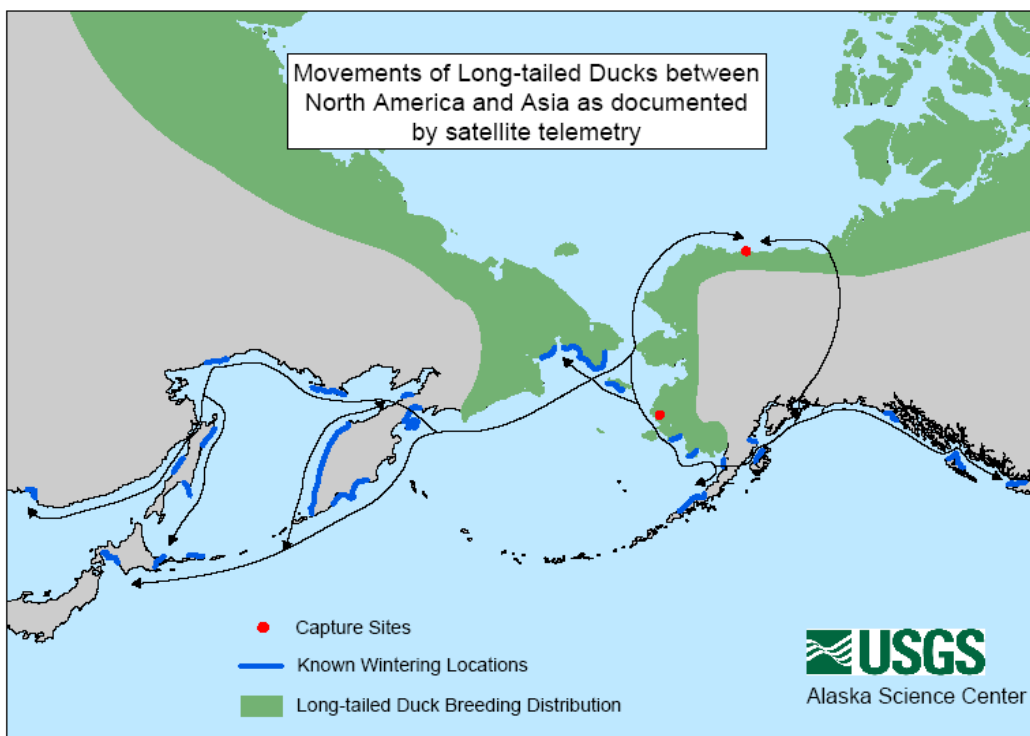 Movements of Long-tailed Ducks between
North America and Asia as documented
by satellite telemetry
Capture Sites
Known Wintering Locations
Long-tailed Duck Breeding Distribution
USGS
Alaska Science Center